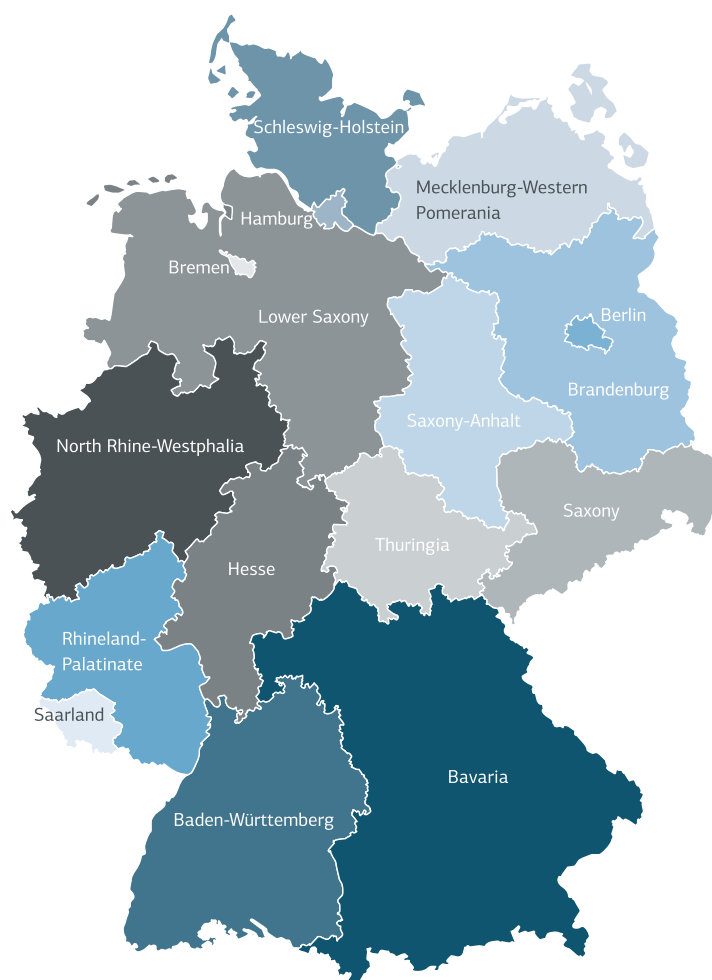 Schleswig-Holstein
Mecklenburg-Western
Pomerania
Hamburg
Bremen
Lower Saxony
Berlin
Brandenburg
Saxony-Anhalt
North Rhine-Westphalia
Saxony
Thuringia
Hesse
Rhineland-
Palatinate
Saarland
Bavaria
Baden-Württemberg